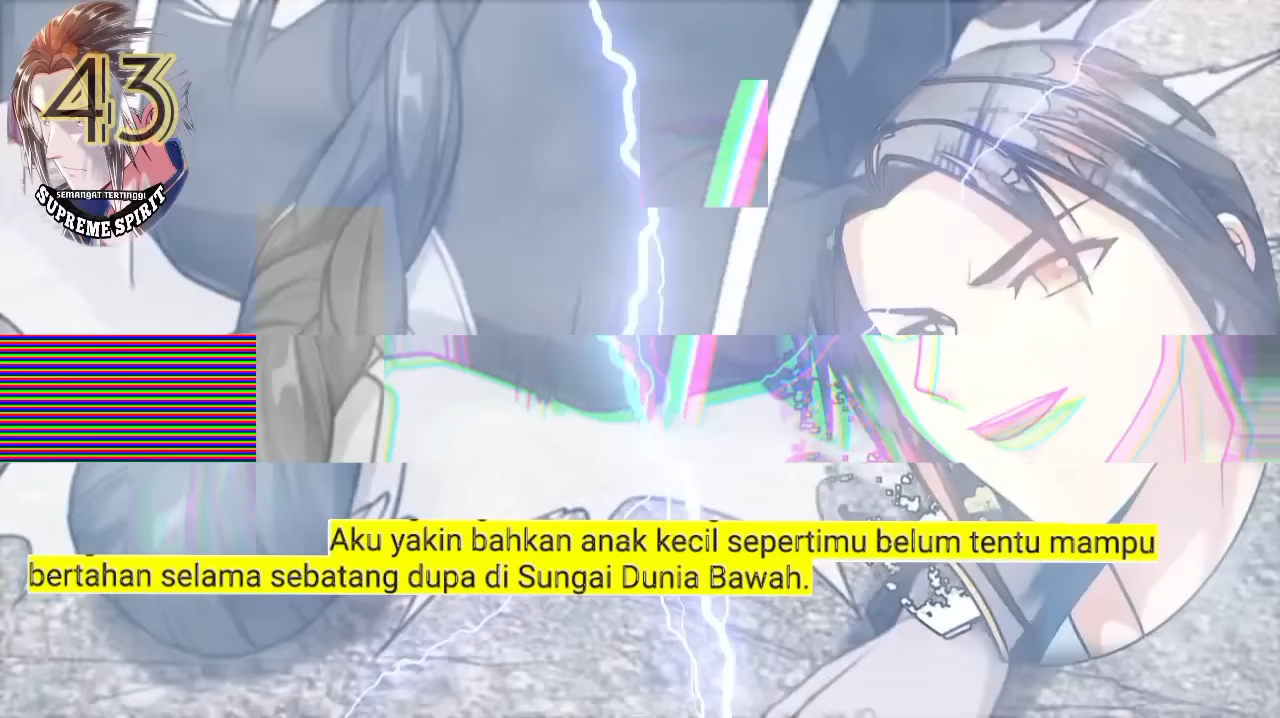 43
SEMANGAT TERTINGGI
SUPREME SPIRIT
Aku yakin bahkan anak kecil sepertimu belum tentu mampu
bertahan selama sebatang dupa di Sungai Dunia Bawah.